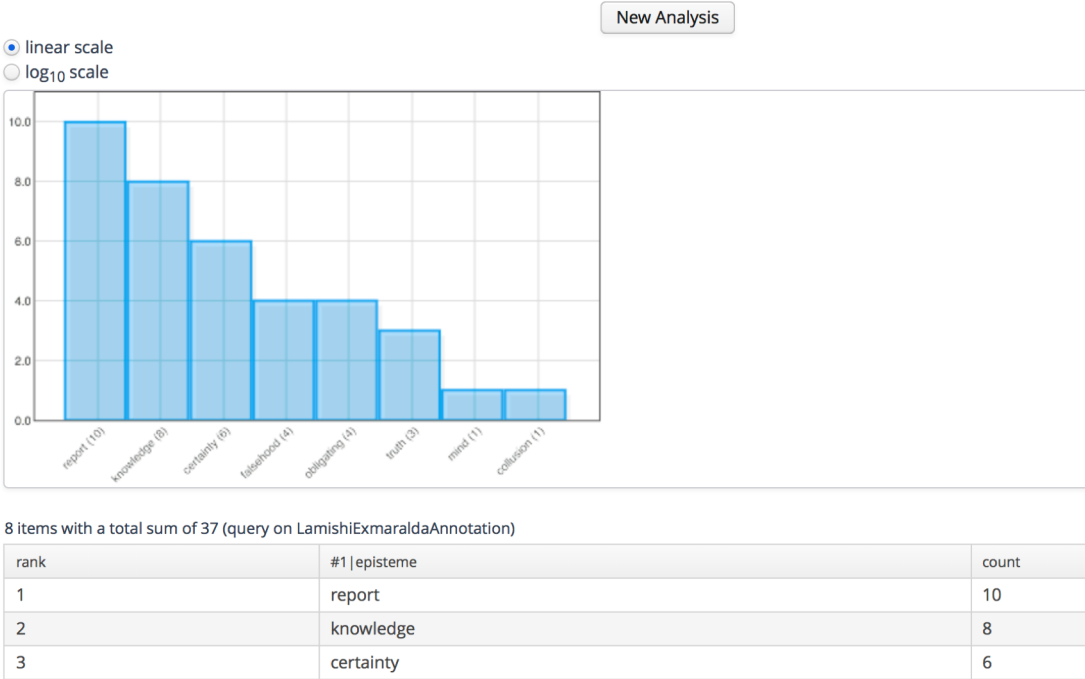 New Analysis
linear scale
log10 scale
10.0
8.0
6.0
4.0
2.0
0.0
report (10) knowledge (8) certainty (6) falsehood (4) obligating (4) truth (3) mind (1) collusion (1)
8 items with a total sum of 37 (query on LamishiExmaraldaAnnotation)
rank #1|episteme count
1 report 10
2 knowledge 8
3 certainty 6